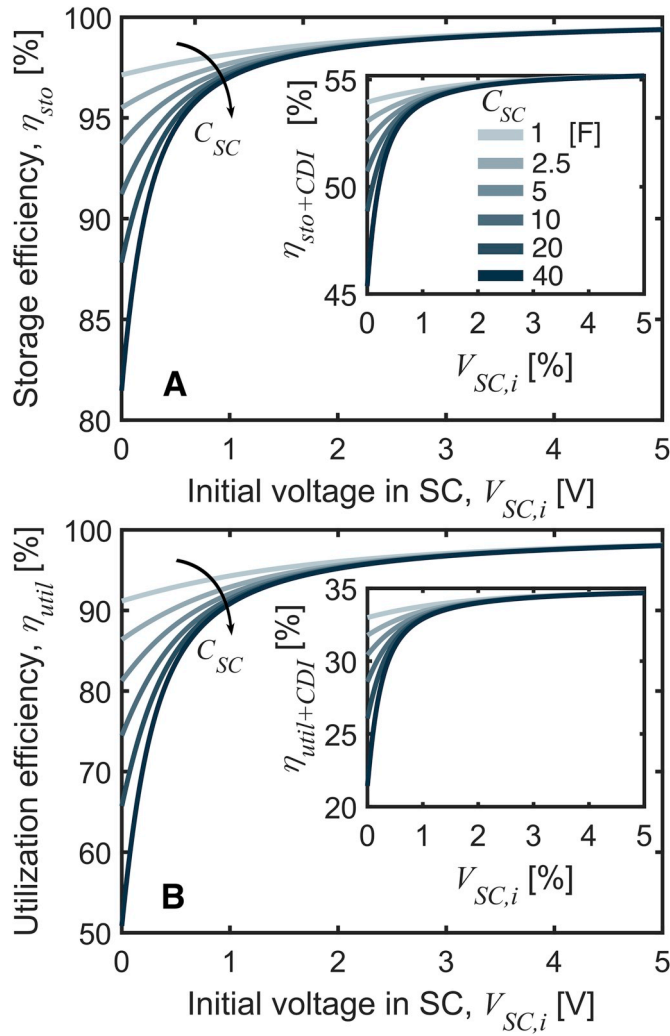 100
95
90
85
80
Storage efficiency, η_sto [%]
C_SC
A
0 1 2 3 4 5
Initial voltage in SC, V_SC,i [V]
55
50
45
η_sto+CDI [%]
C_SC
1 [F]
2.5
5
10
20
40
0 1 2 3 4 5
V_SC,i [%]
100
90
80
70
60
50
Utilization efficiency, η_util [%]
C_SC
B
0 1 2 3 4 5
Initial voltage in SC, V_SC,i [V]
35
30
25
20
η_util+CDI [%]
0 1 2 3 4 5
V_SC,i [%]